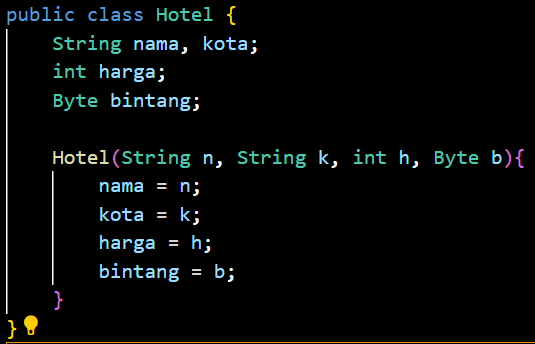 public class Hotel {
    String nama, kota;
    int harga;
    Byte bintang;

    Hotel(String n, String k, int h, Byte b){
        nama = n;
        kota = k;
        harga = h;
        bintang = b;
    }
}